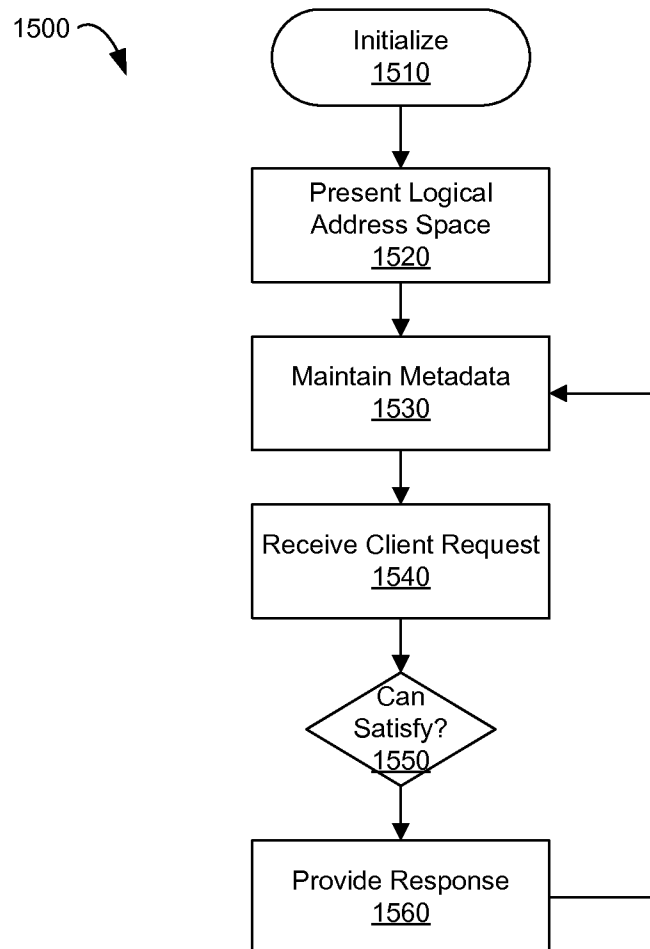 1500
Initialize
1510
Present Logical
Address Space
1520
Maintain Metadata
1530
Receive Client Request
1540
Can
Satisfy?
1550
Provide Response
1560